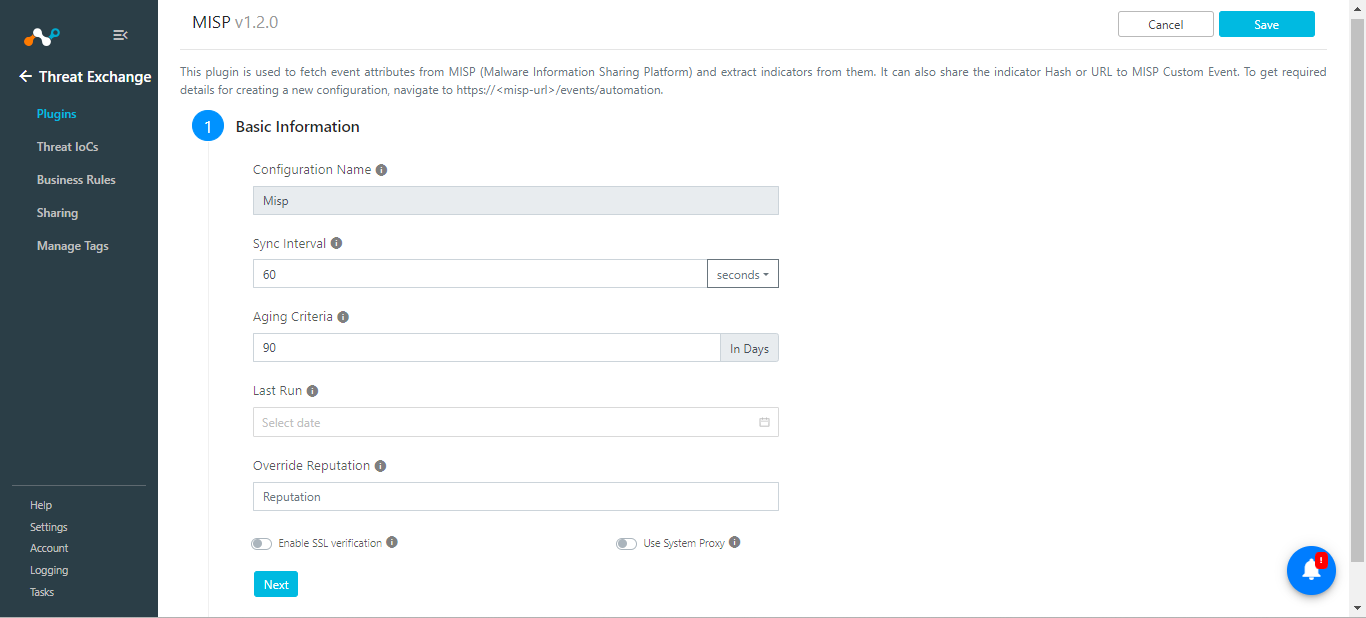 MISP v1.2.0
Cancel
Save
Threat Exchange
Plugins
Threat IoCs
Business Rules
Sharing
Manage Tags
Help
Settings
Account
Logging
Tasks
This plugin is used to fetch event attributes from MISP (Malware Information Sharing Platform) and extract indicators from them. It can also share the indicator Hash or URL to MISP Custom Event. To get required
details for creating a new configuration, navigate to https://<misp-url>/events/automation.
1 Basic Information
Configuration Name
Misp
Sync Interval
60 seconds
Aging Criteria
90 In Days
Last Run
Select date
Override Reputation
Reputation
Enable SSL verification
Use System Proxy
Next
!